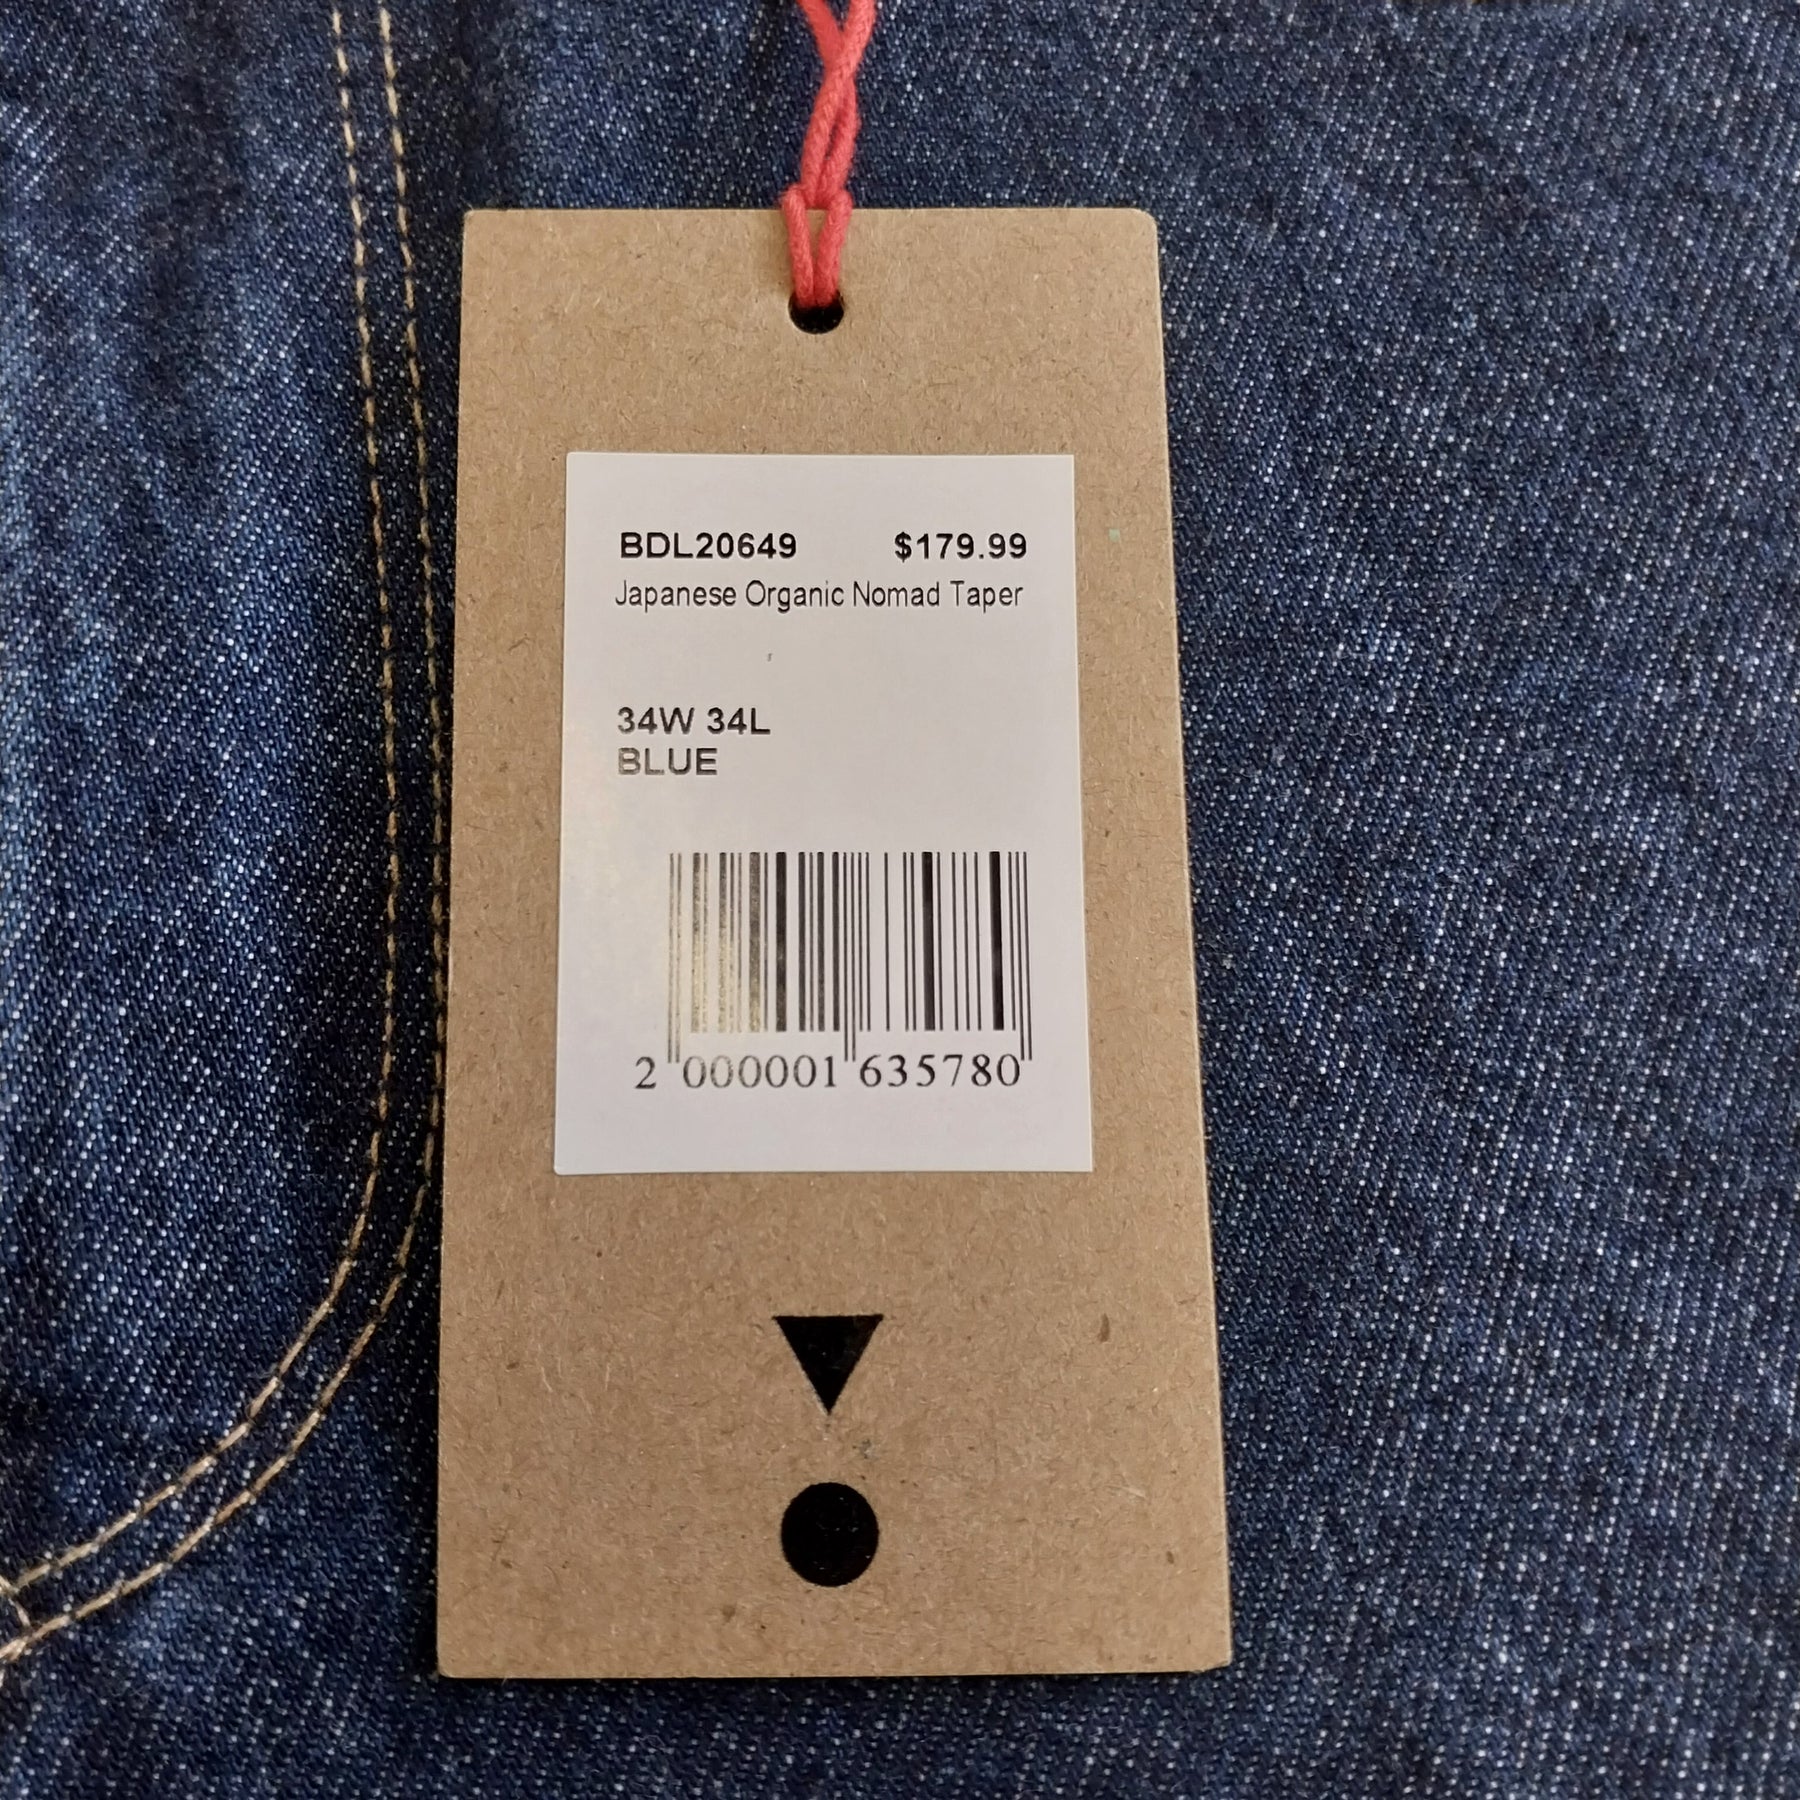 BDL20649 $179.99
Japanese Organic Nomad Taper
34W 34L
BLUE
2 000001 635780